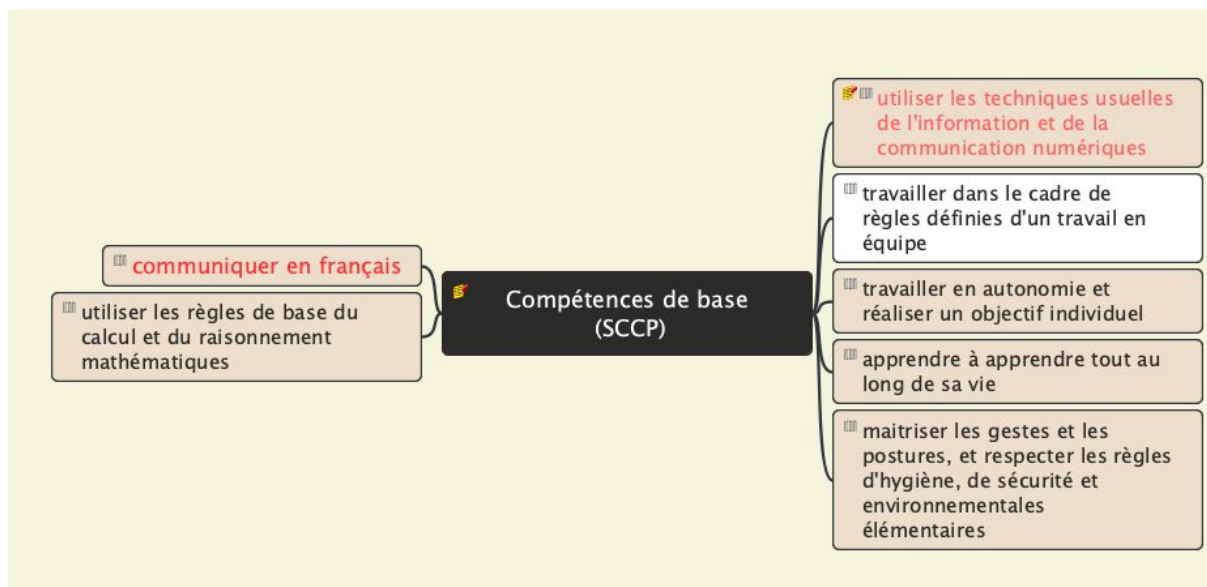 utiliser les techniques usuelles
de l'information et de la
communication numériques
travailler dans le cadre de
règles définies d'un travail en
équipe
communiquer en français
utiliser les règles de base du
calcul et du raisonnement
mathématiques
Compétences de base
(SCCP)
travailler en autonomie et
réaliser un objectif individuel
apprendre à apprendre tout au
long de sa vie
maitriser les gestes et les
postures, et respecter les règles
d'hygiène, de sécurité et
environnementales
élémentaires